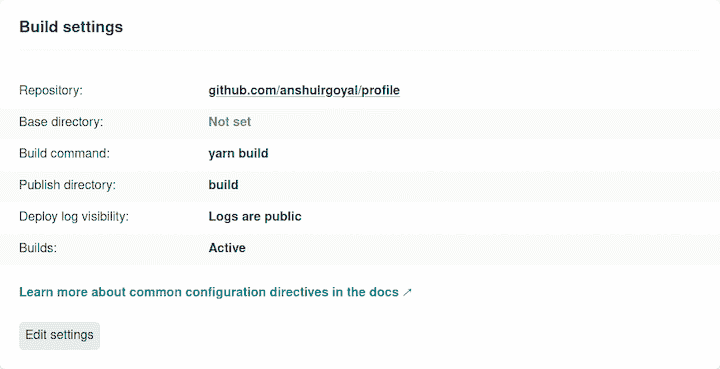 Build settings
Repository: github.com/anshulrgoyal/profile
Base directory: Not set
Build command: yarn build
Publish directory: build
Deploy log visibility: Logs are public
Builds: Active
Learn more about common configuration directives in the docs ↗
Edit settings